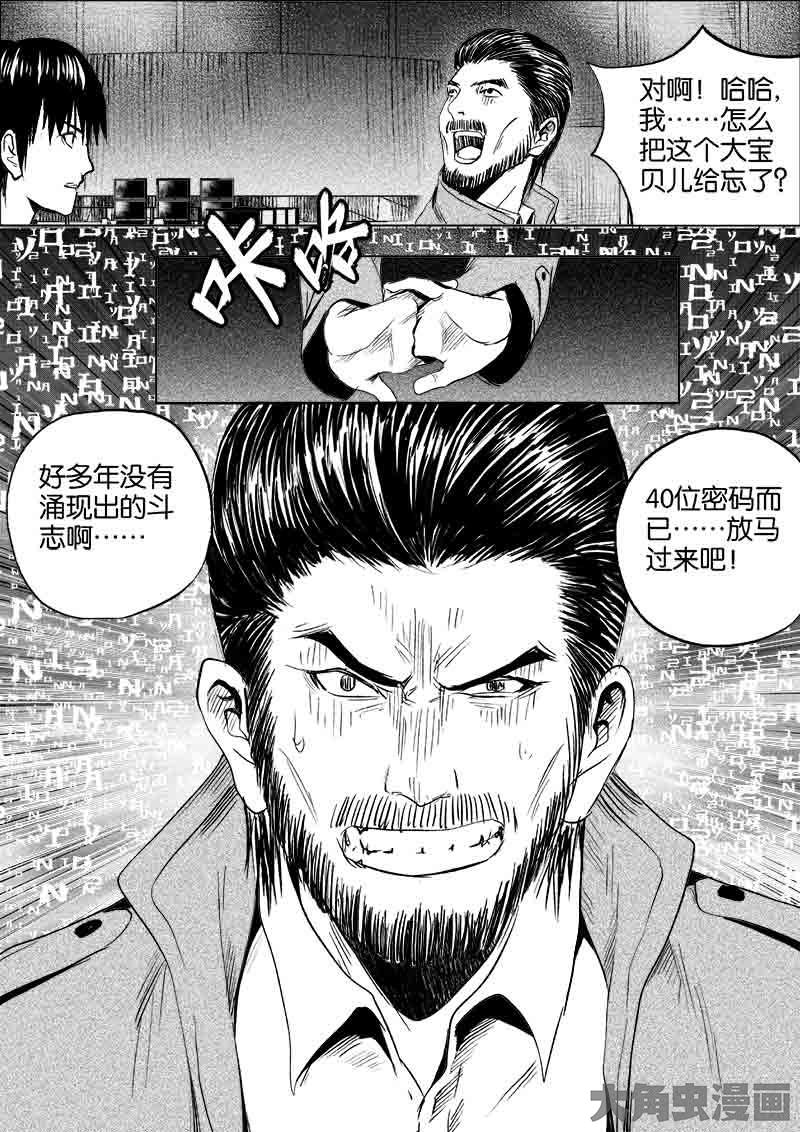 对啊！哈哈，
我……怎么
把这个大宝
贝儿给忘了？
咔咯
好多年没有
涌现出的斗
志啊……
40位密码而
已……放马
过来吧！
大角虫漫画